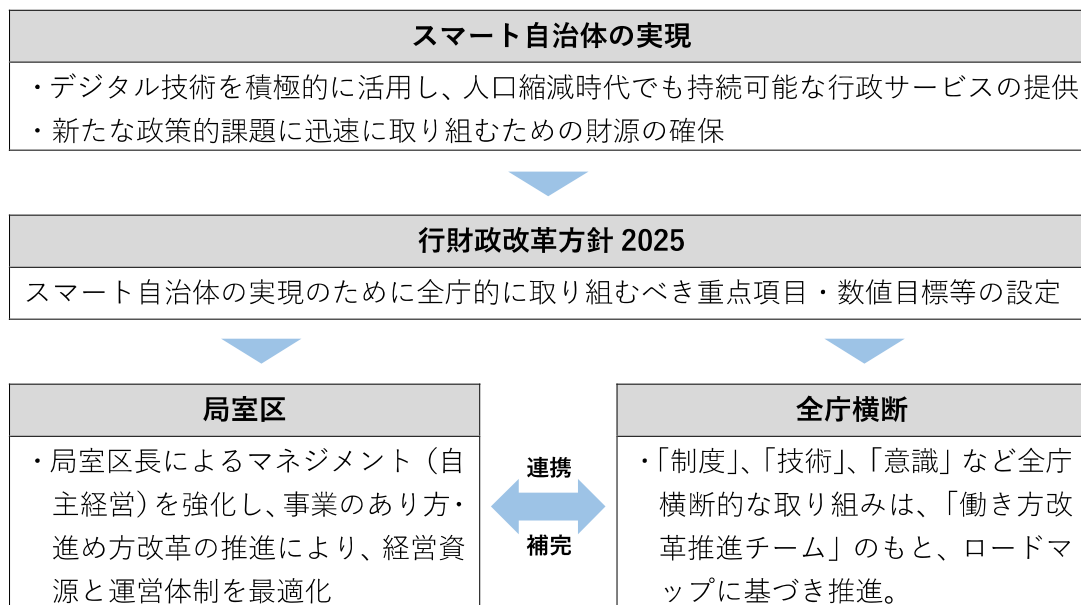 スマート自治体の実現
・デジタル技術を積極的に活用し、人口縮減時代でも持続可能な行政サービスの提供
・新たな政策的課題に迅速に取り組むための財源の確保
行財政改革方針 2025
スマート自治体の実現のために全庁的に取り組むべき重点項目・数値目標等の設定
局室区
・局室区長によるマネジメント（自
主経営）を強化し、事業のあり方・
進め方改革の推進により、経営資
源と運営体制を最適化
連携
補完
全庁横断
・「制度」、「技術」、「意識」など全庁
横断的な取り組みは、「働き方改
革推進チーム」のもと、ロードマ
ップに基づき推進。